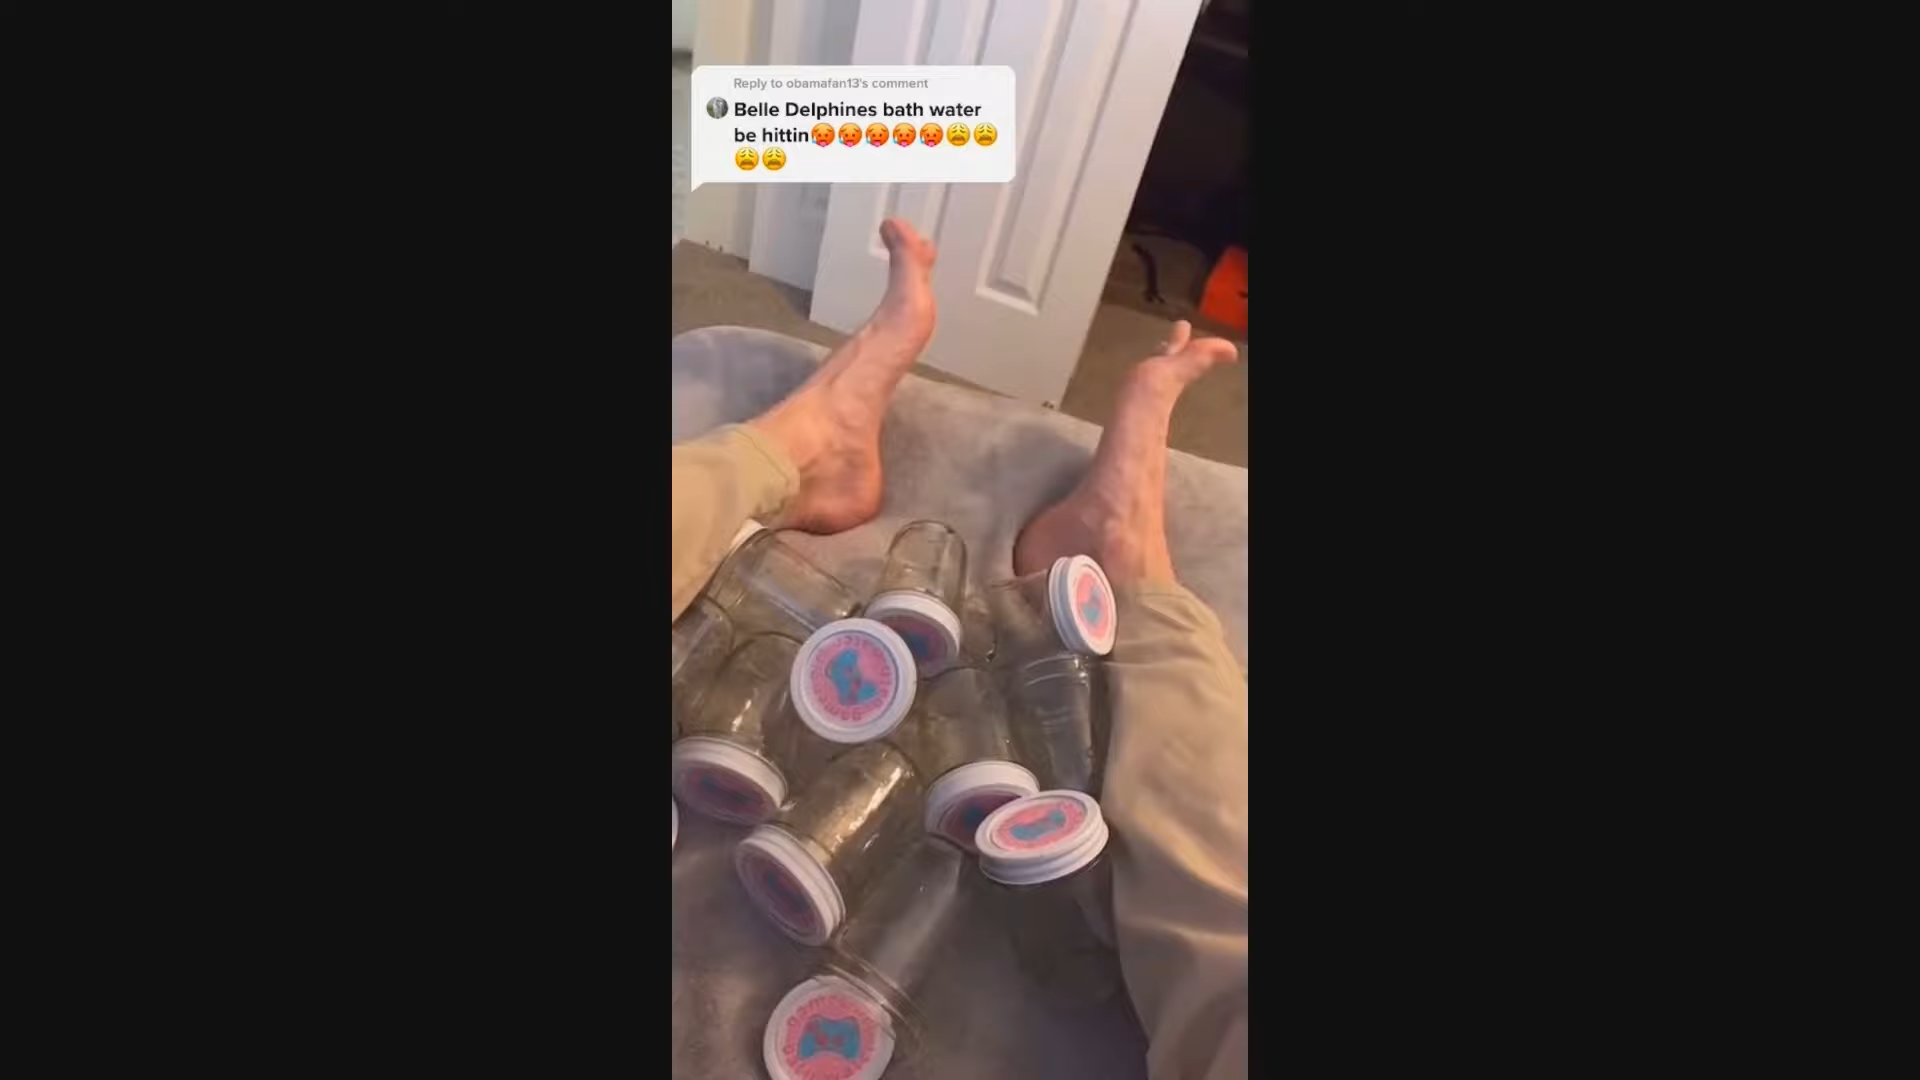 Reply to obamafan13's comment
Belle Delphines bath water
be hittin🥵🥵🥵🥵🥵😩😩
😩😩